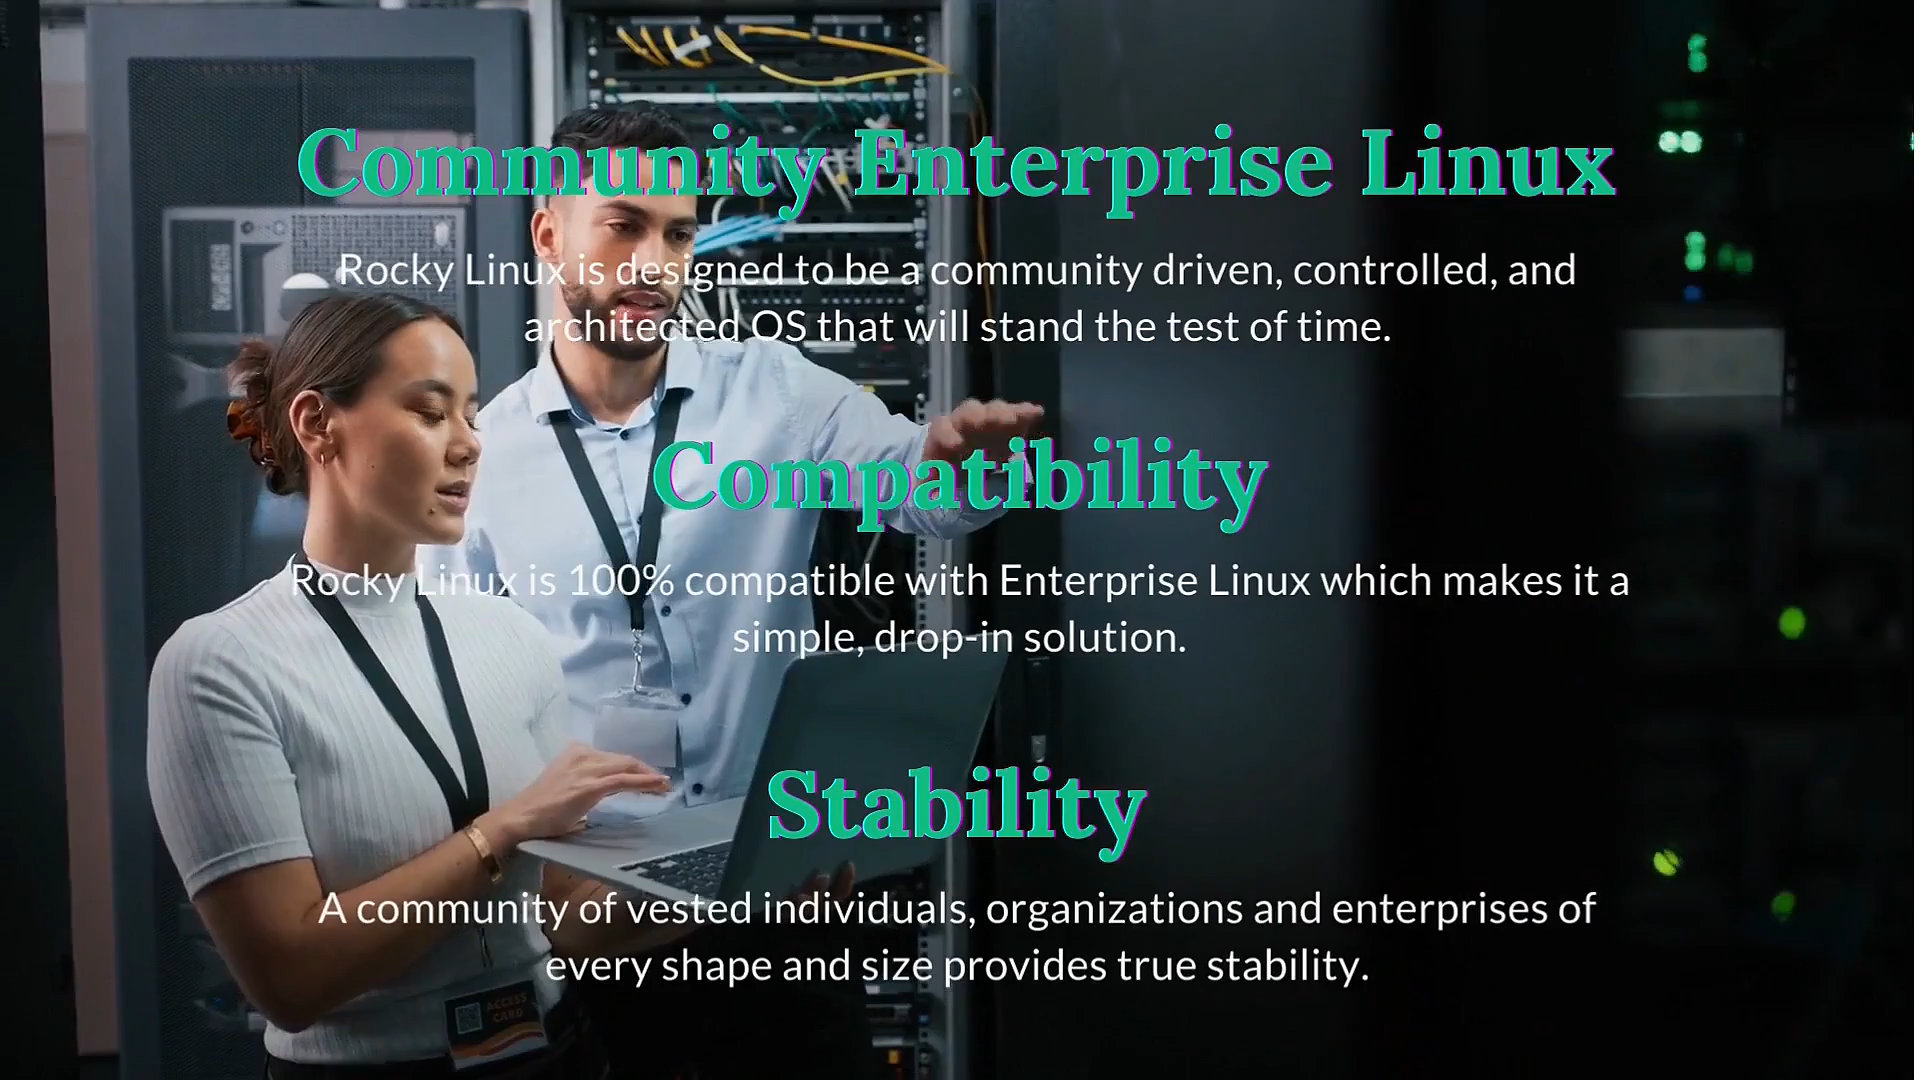 Community Enterprise Linux
Rocky Linux is designed to be a community driven, controlled, and
architected OS that will stand the test of time.
Compatibility
Rocky Linux is 100% compatible with Enterprise Linux which makes it a
simple, drop-in solution.
Stability
A community of vested individuals, organizations and enterprises of
every shape and size provides true stability.
ACCESS
CARD